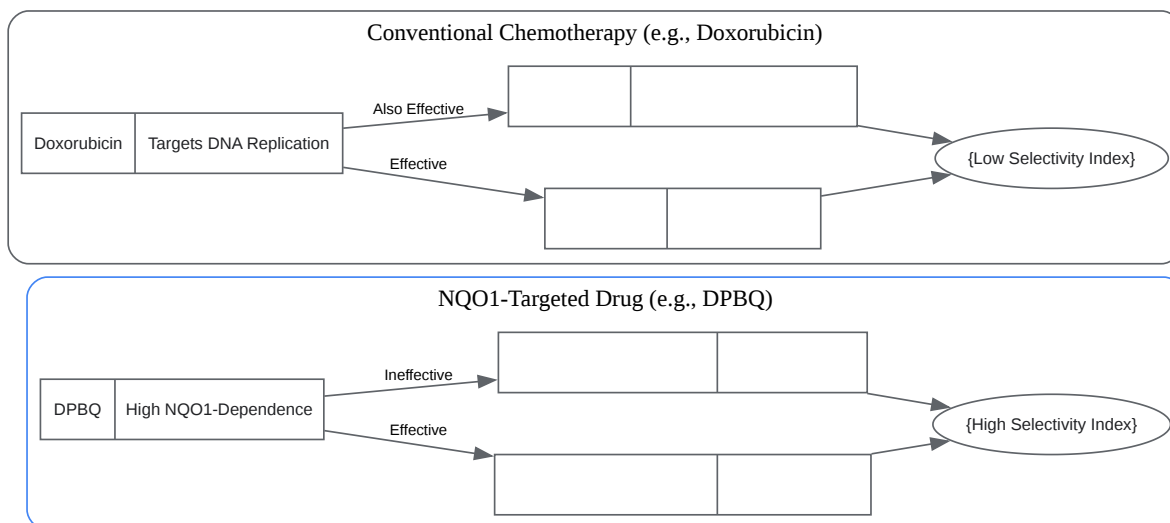 Conventional Chemotherapy (e.g., Doxorubicin)
Doxorubicin
Targets DNA Replication
Also Effective
Effective
{Low Selectivity Index}
NQO1-Targeted Drug (e.g., DPBQ)
DPBQ
High NQO1-Dependence
Ineffective
Effective
{High Selectivity Index}